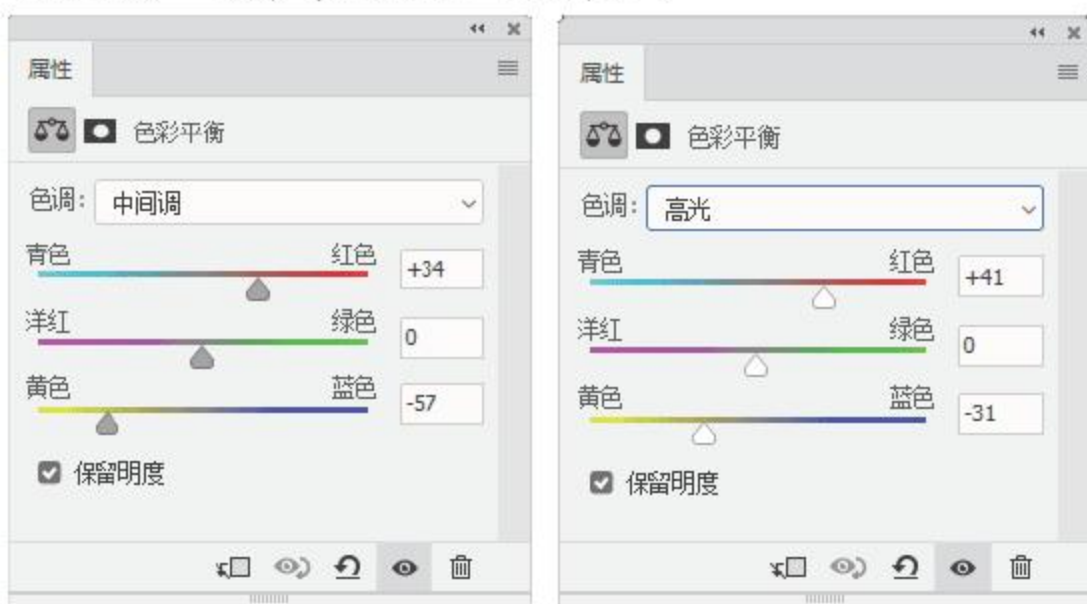 属性
色彩平衡
色调: 中间调
青色 红色 +34
洋红 绿色 0
黄色 蓝色 -57
保留明度
属性
色彩平衡
色调: 高光
青色 红色 +41
洋红 绿色 0
黄色 蓝色 -31
保留明度